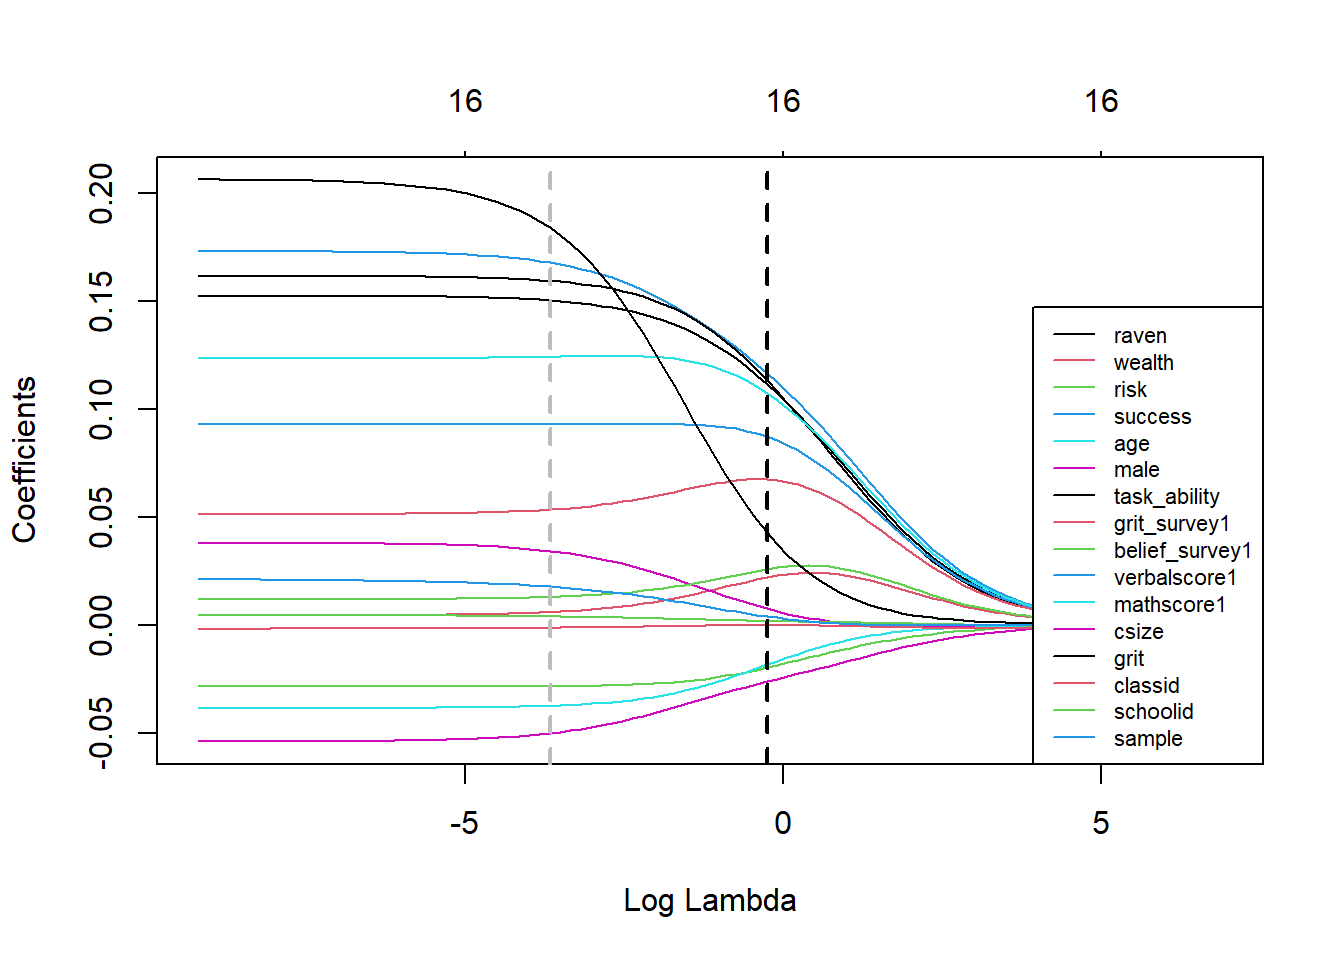 16 16 16
0.20
0.15
0.10
0.05
0.00
-0.05
Coefficients
raven
wealth
risk
success
age
male
task_ability
grit_survey1
belief_survey1
verbalscore1
mathscore1
csize
grit
classid
schoolid
sample
-5 0 5
Log Lambda